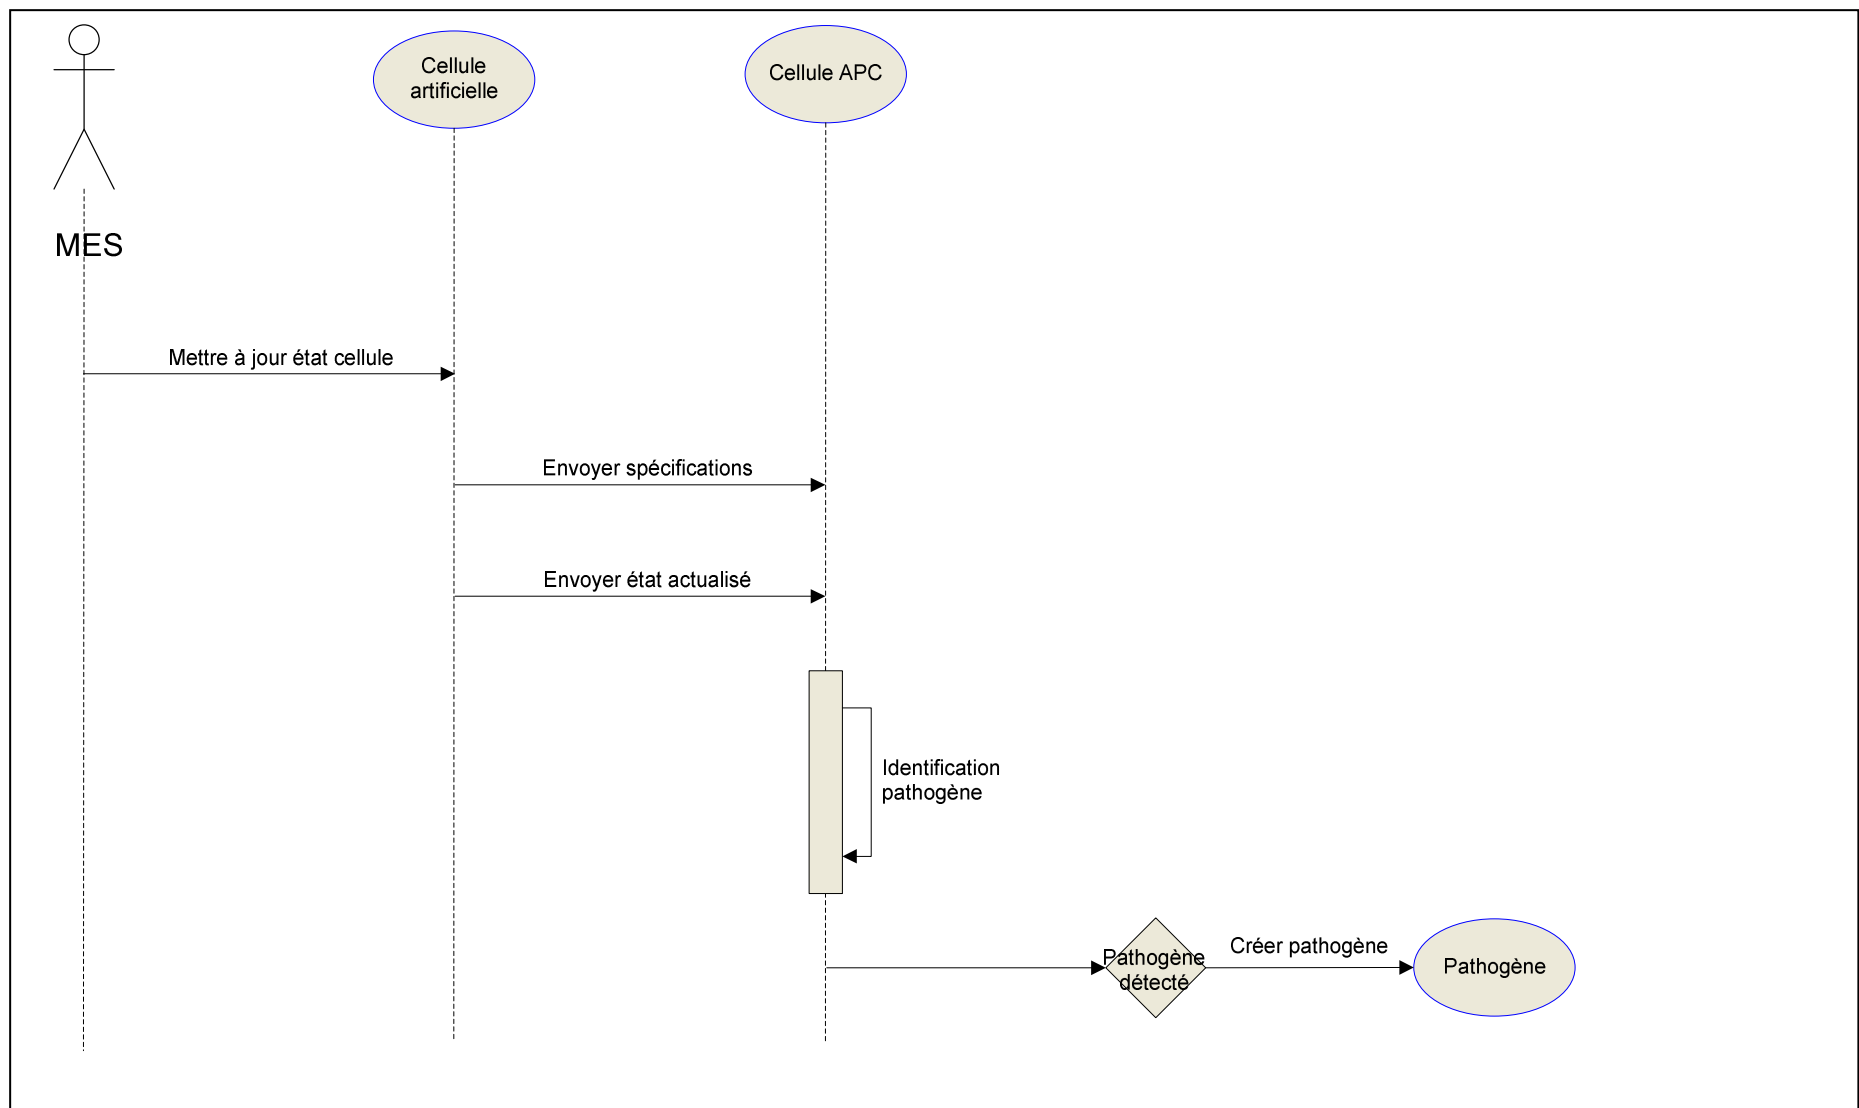 Cellule
artificielle
Cellule APC
MES
Mettre à jour état cellule
Envoyer spécifications
Envoyer état actualisé
Identification
pathogène
Pathogène
détecté
Créer pathogène
Pathogène